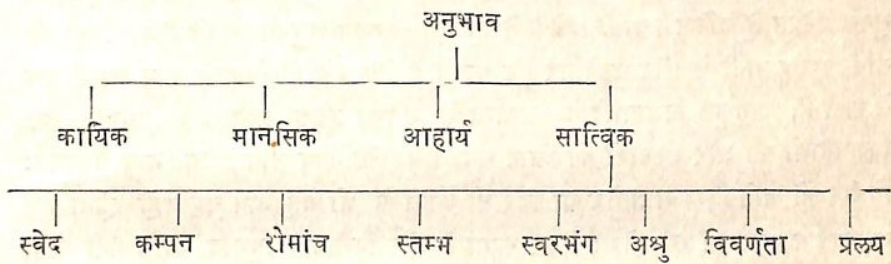 अनुभाव
कायिक मानसिक आहार्य सात्विक
स्वेद कम्पन रोमांच स्तम्भ स्वरभंग अश्रु विवर्णता प्रलय